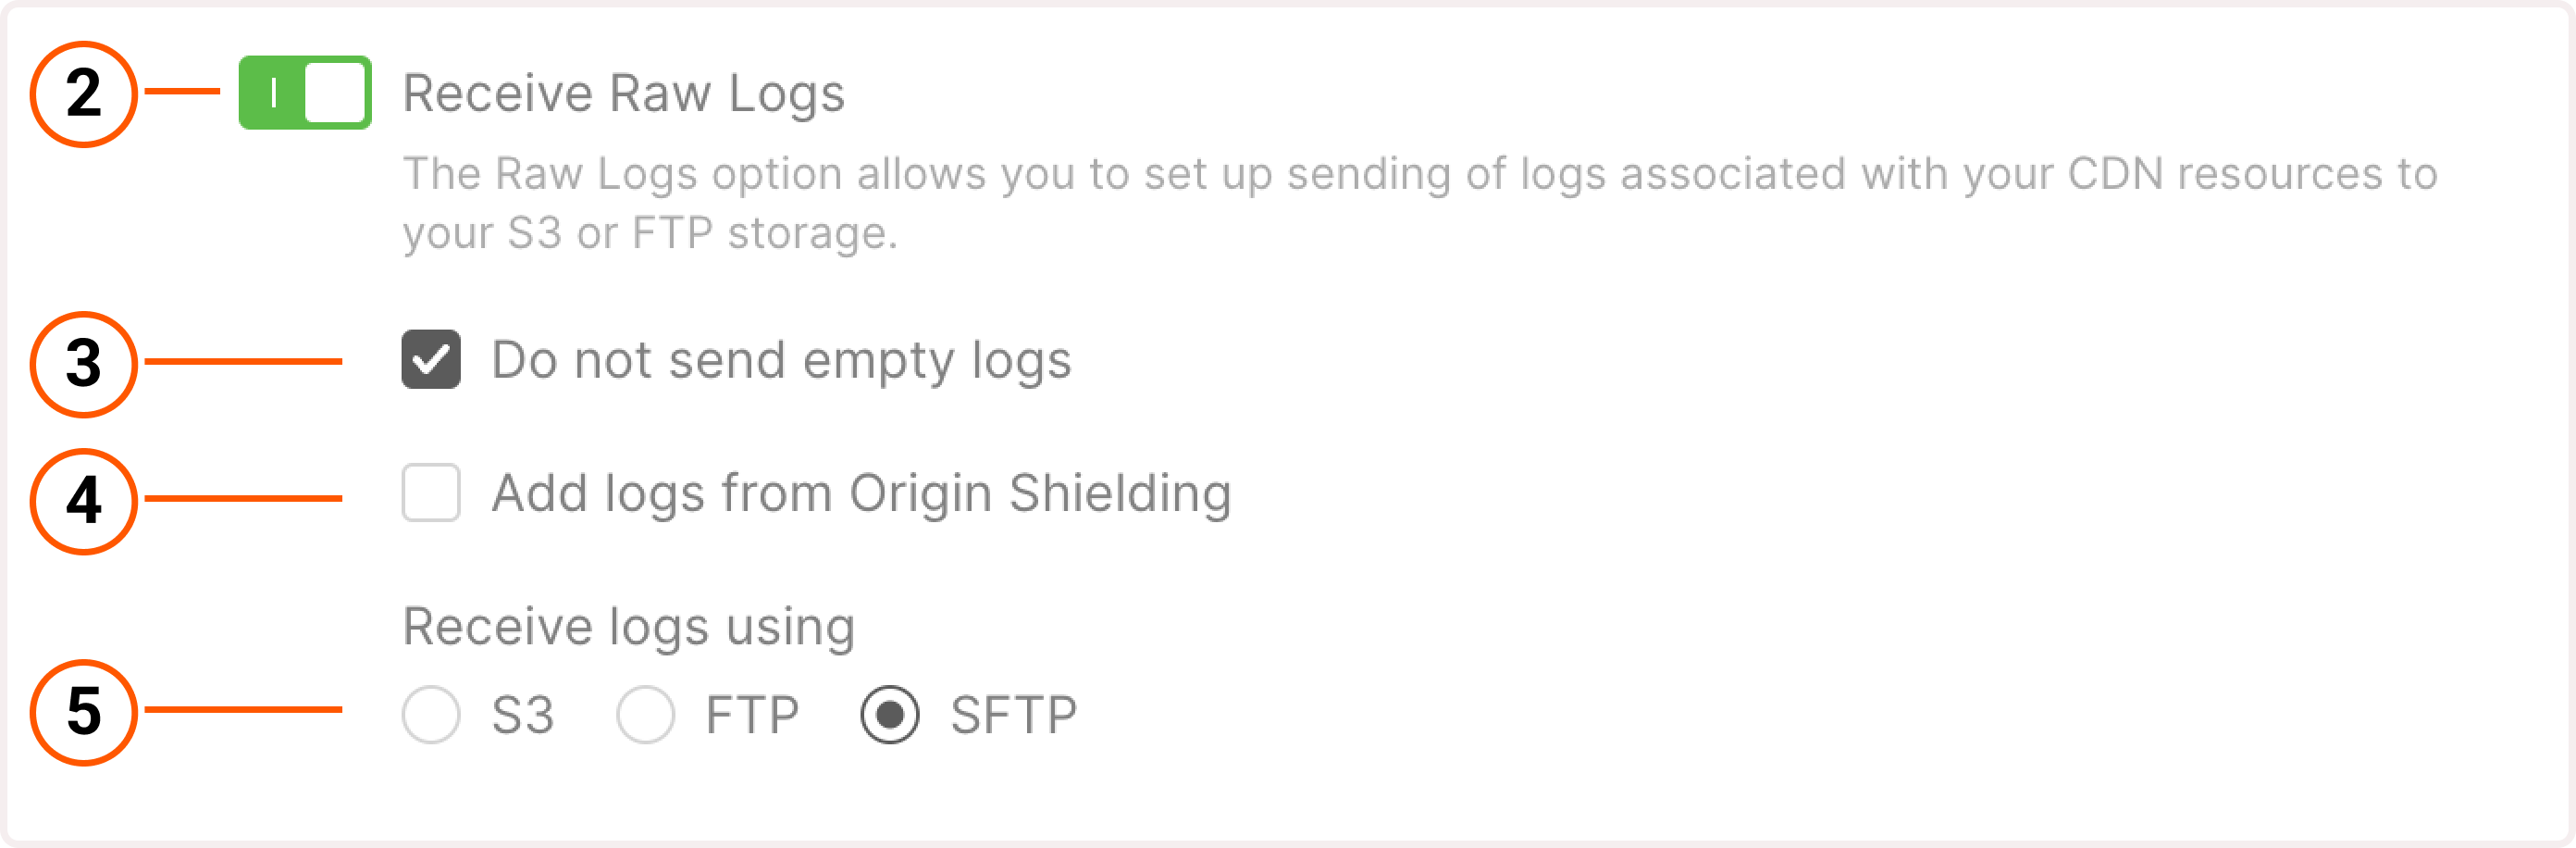 2 Receive Raw Logs
The Raw Logs option allows you to set up sending of logs associated with your CDN resources to
your S3 or FTP storage.
3 Do not send empty logs
4 Add logs from Origin Shielding
Receive logs using
5 S3 FTP SFTP